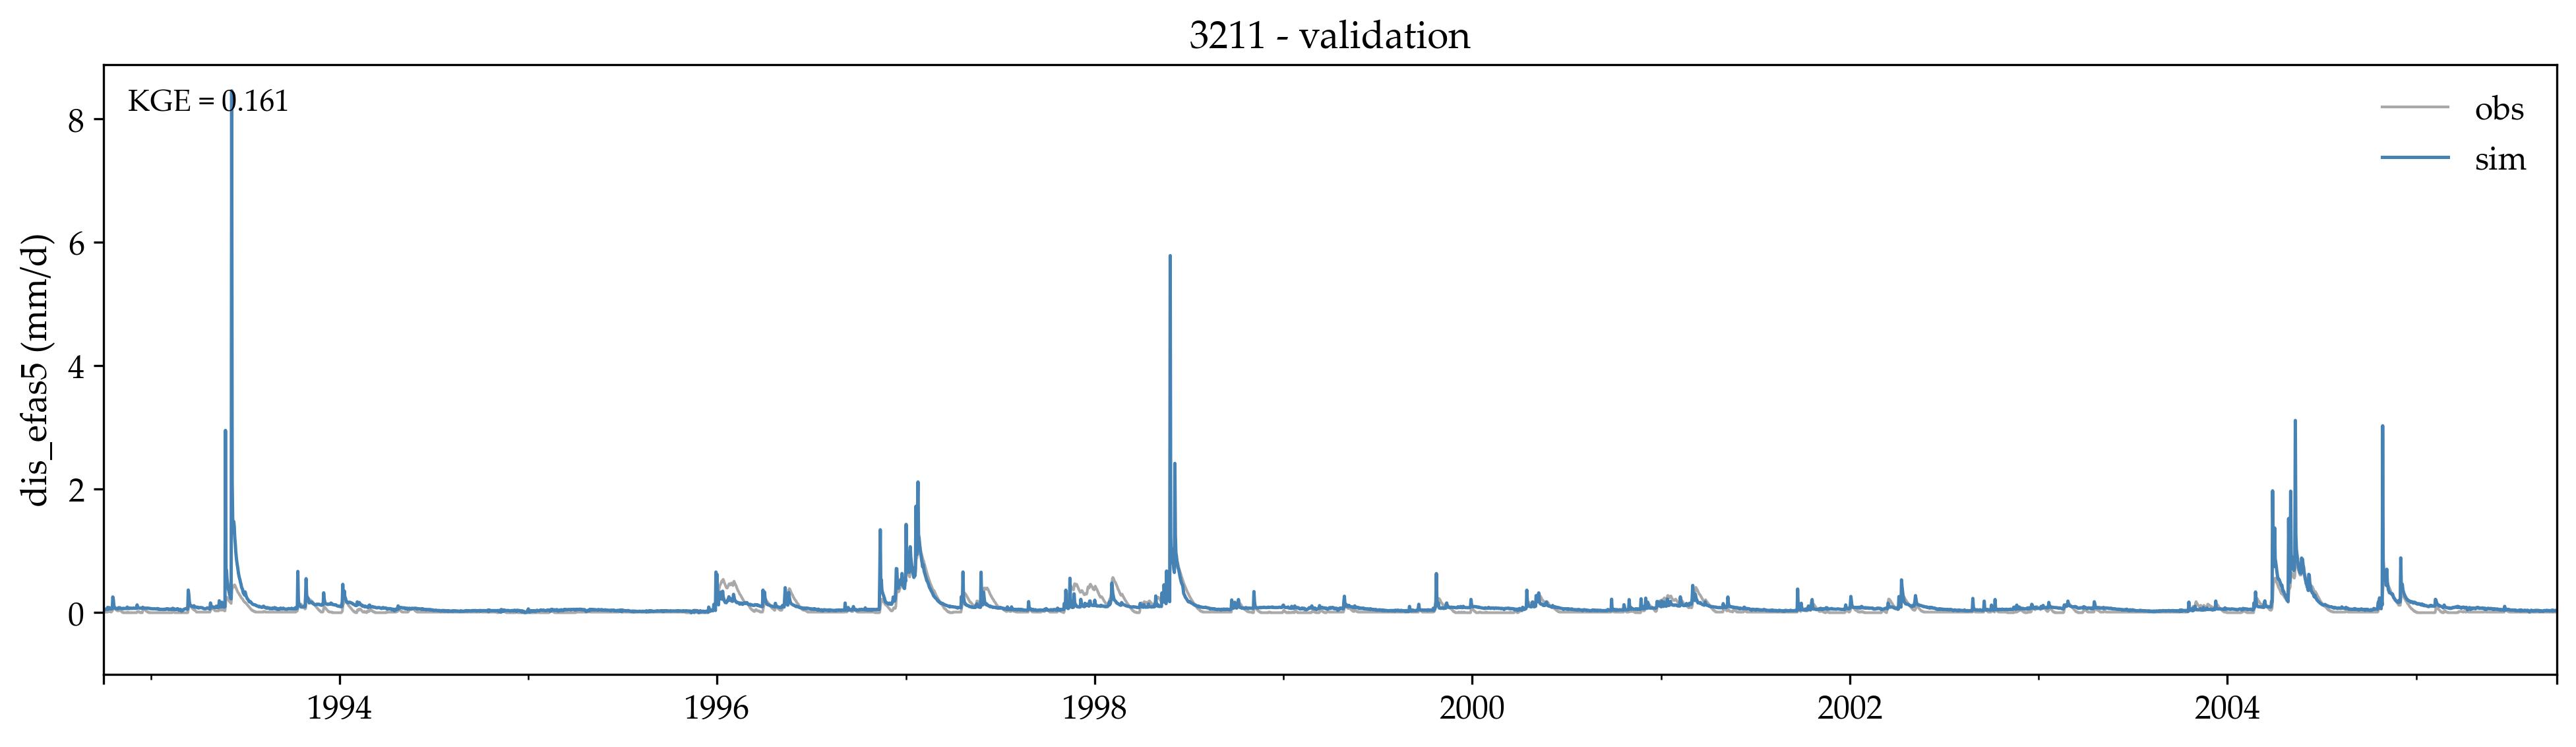 3211 - validation
KGE = 0.161
obs
sim
dis_efas5 (mm/d)
8
6
4
2
0
1994 1996 1998 2000 2002 2004